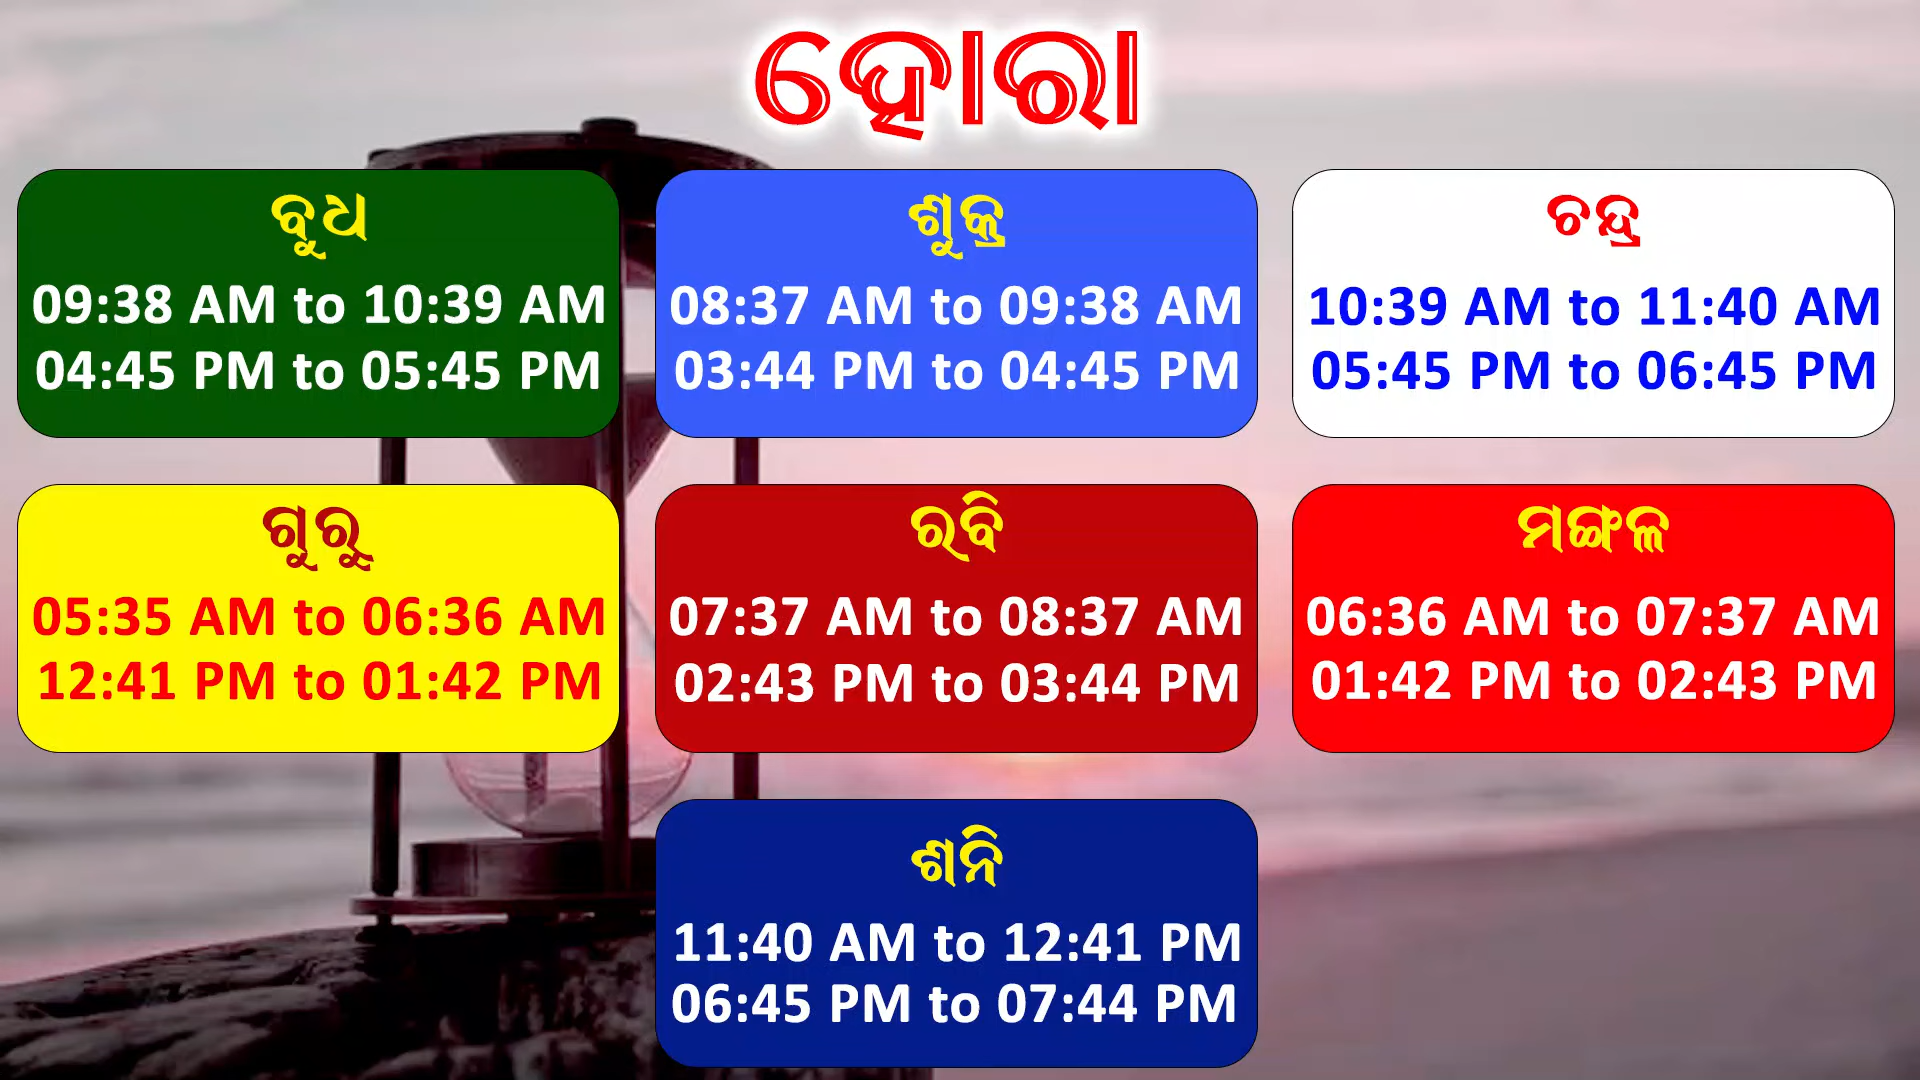 ହୋରା
ବୁଧ
09:38 AM to 10:39 AM
04:45 PM to 05:45 PM
ଶୁକ୍ର
08:37 AM to 09:38 AM
03:44 PM to 04:45 PM
ଚନ୍ଦ୍ର
10:39 AM to 11:40 AM
05:45 PM to 06:45 PM
ଗୁରୁ
05:35 AM to 06:36 AM
12:41 PM to 01:42 PM
ରବି
07:37 AM to 08:37 AM
02:43 PM to 03:44 PM
ମଙ୍ଗଳ
06:36 AM to 07:37 AM
01:42 PM to 02:43 PM
ଶନି
11:40 AM to 12:41 PM
06:45 PM to 07:44 PM